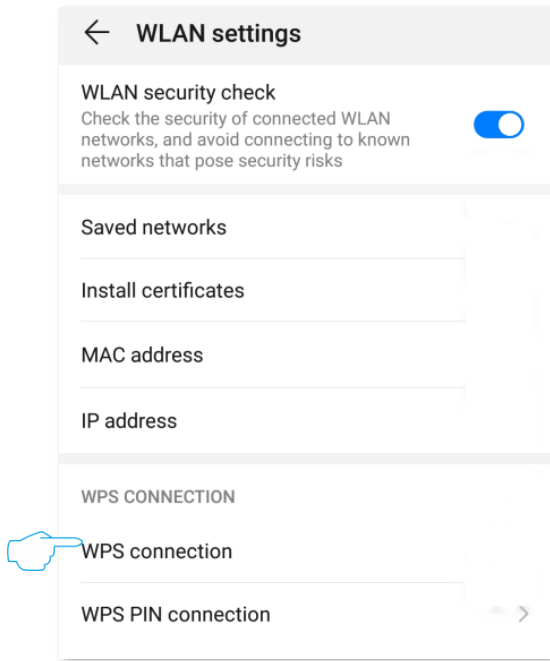 WLAN settings
WLAN security check
Check the security of connected WLAN
networks, and avoid connecting to known
networks that pose security risks
Saved networks
Install certificates
MAC address
IP address
WPS CONNECTION
WPS connection
WPS PIN connection